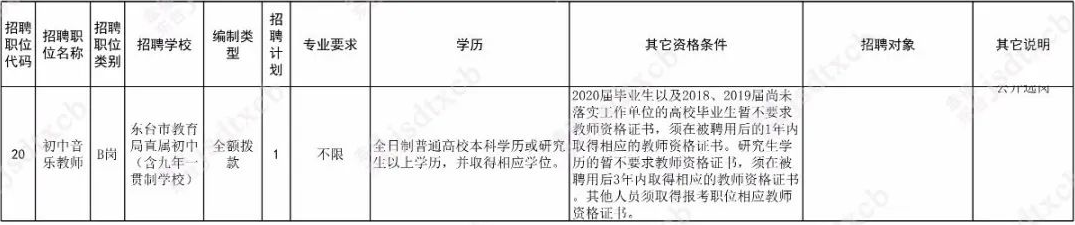 招聘职位代码
招聘职位名称
招聘职位类别
招聘学校
编制类型
招聘计划
专业要求
学历
其它资格条件
招聘对象
其它说明
公开选岗
20
初中音
乐教师
B岗
东台市教育
局直属初中
（含九年一
贯制学校）
全额拨
款
1
不限
全日制普通高校本科学历或研究
生以上学历，并取得相应学位。
2020届毕业生以及2018、2019届尚未
落实工作单位的高校毕业生暂不要求
教师资格证书，须在被聘用后的1年内
取得相应的教师资格证书。研究生学
历的暂不要求教师资格证书，须在被
聘用后3年内取得相应的教师资格证书
。其他人员须取得报考职位相应教师
资格证书。